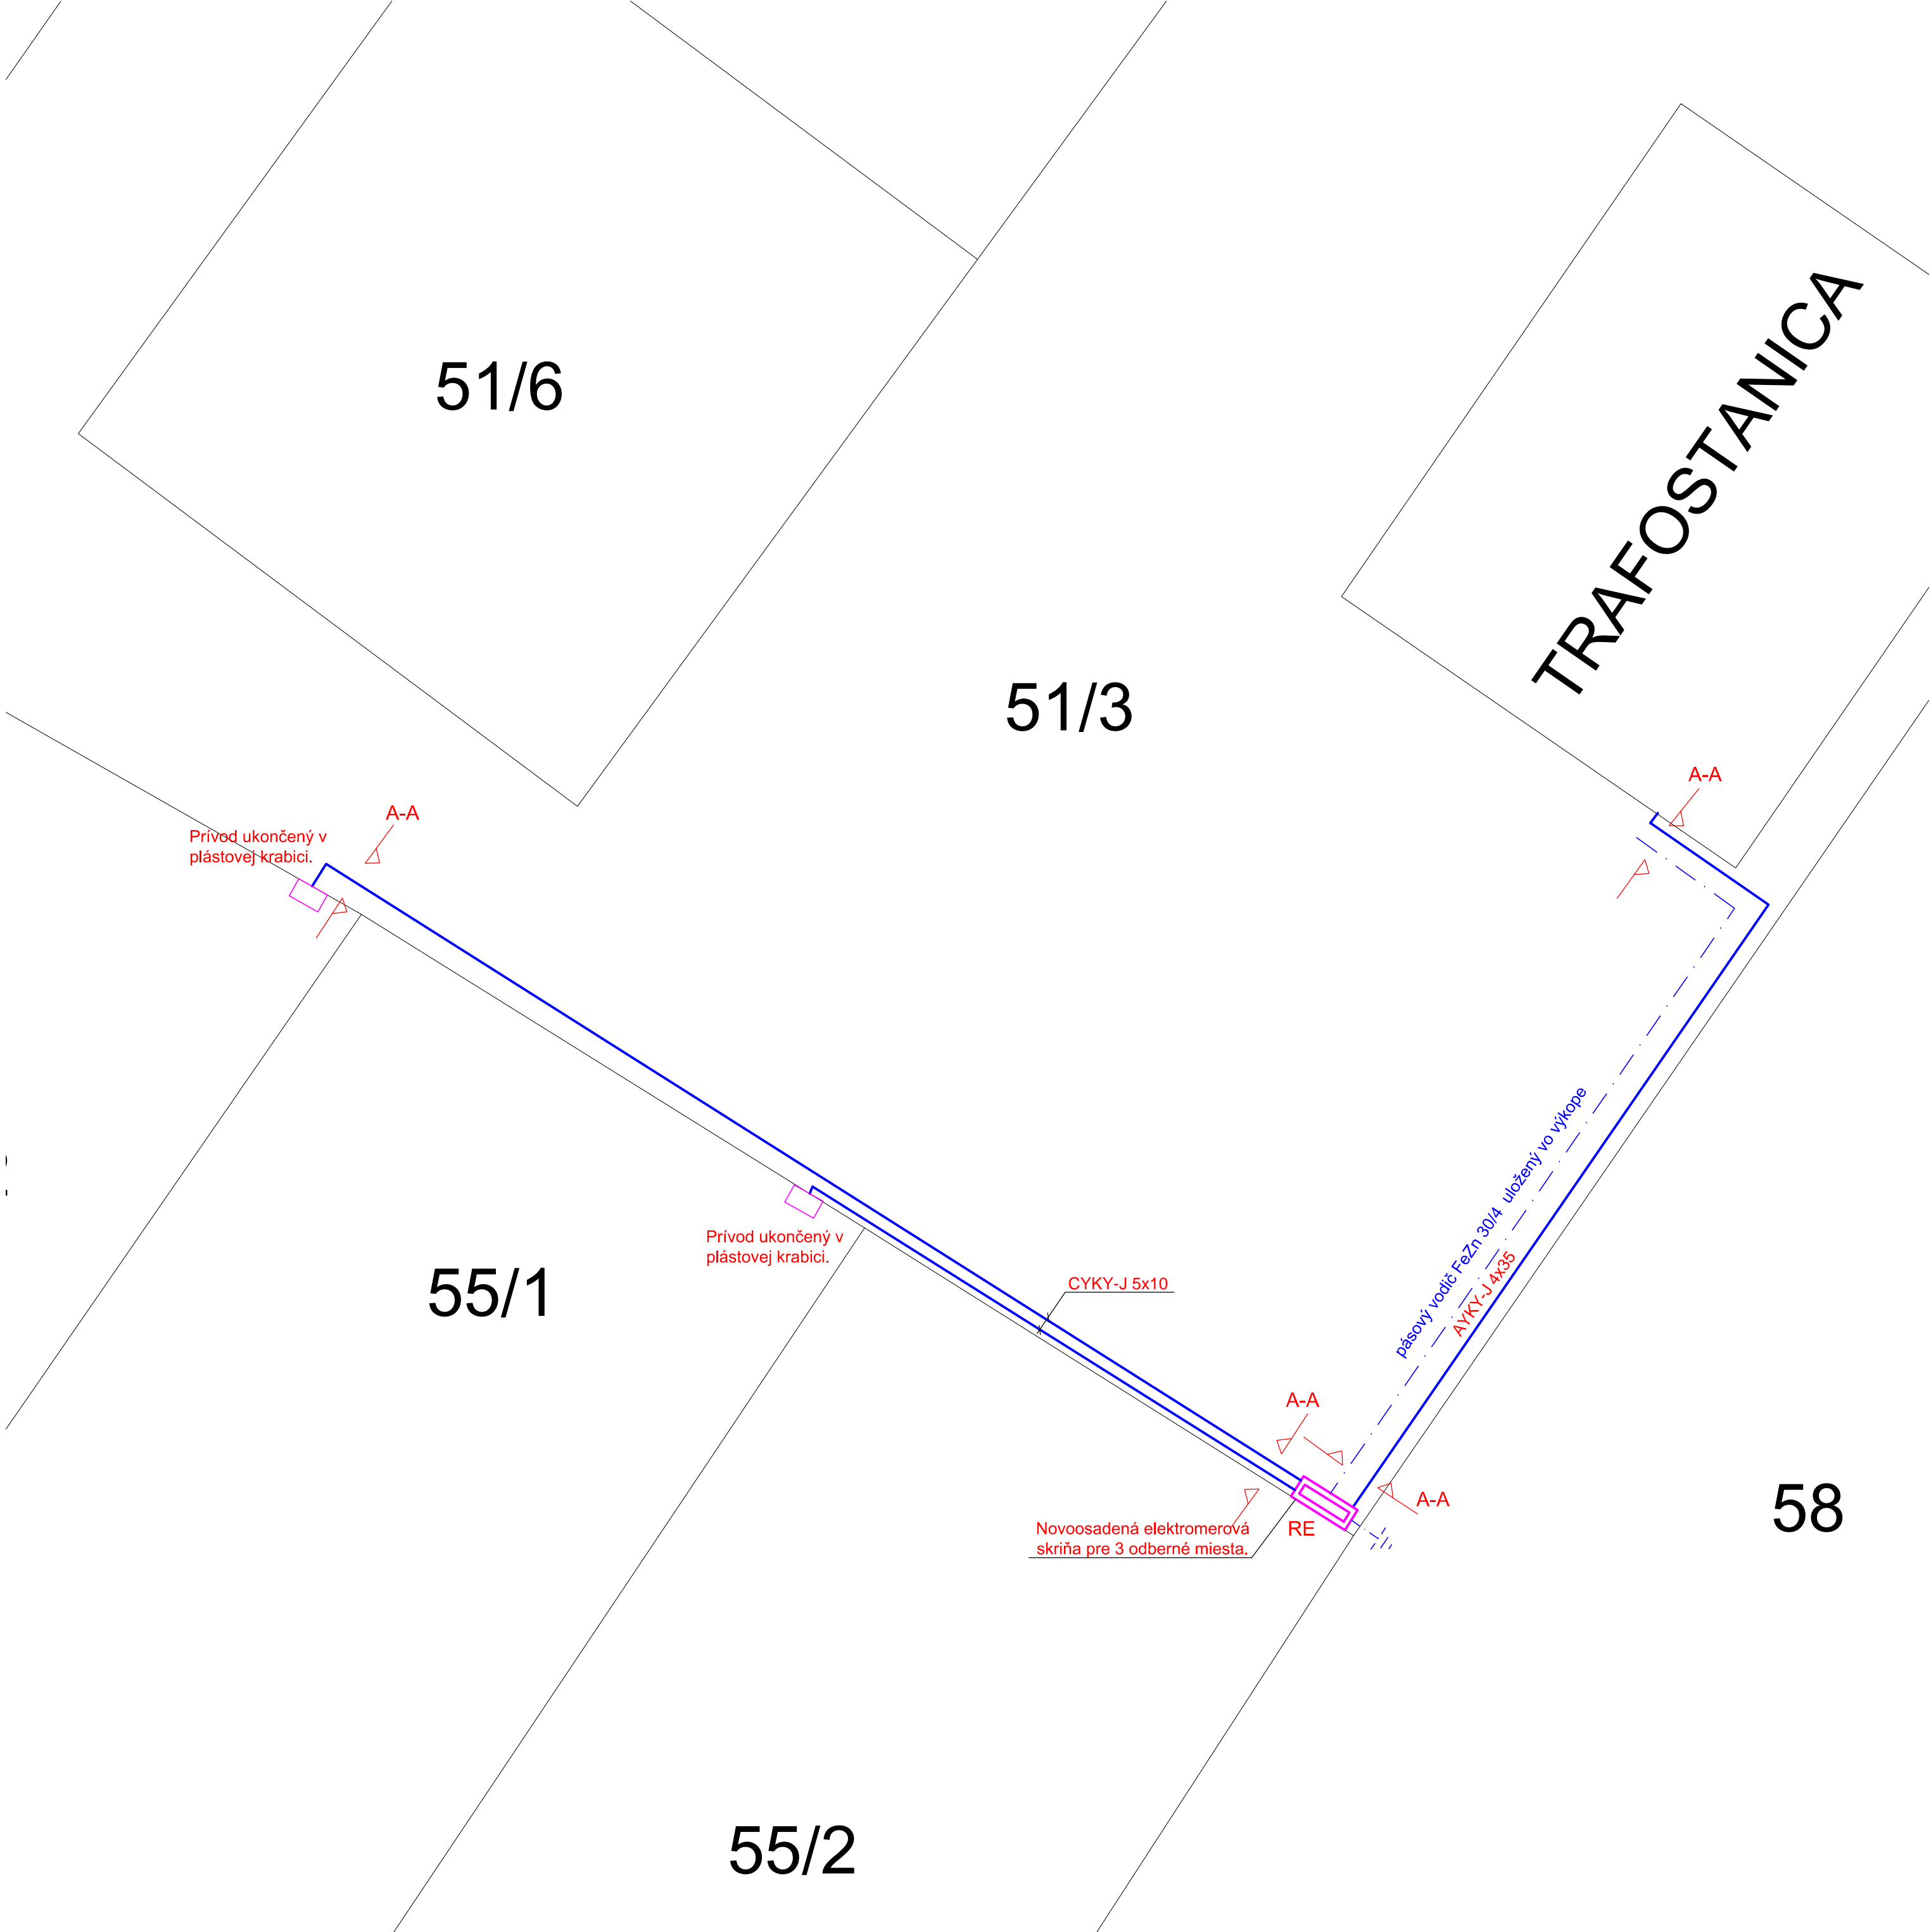 51/6
TRAFOSTANICA
51/3
A-A
A-A
Prívod ukončený v
plástovej krabici.
pásový vodič FeZn 30/4 uložený vo výkope
AYKY-J 4x35
Prívod ukončený v
plástovej krabici.
55/1
CYKY-J 5x10
A-A
A-A
58
Novoosadená elektromerová
skriňa pre 3 odberné miesta.
RE
55/2